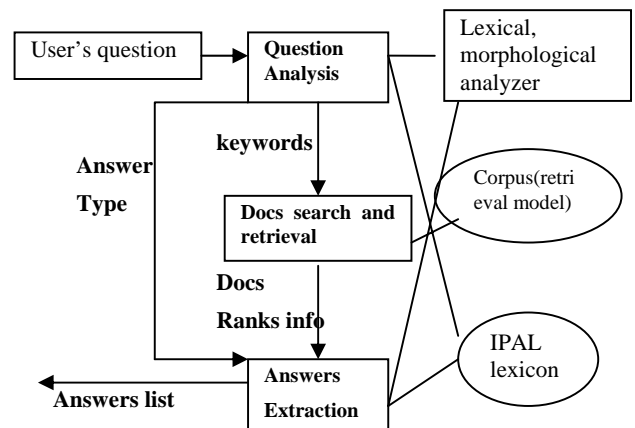 User's question
Question
Analysis
Lexical,
morphological
analyzer
keywords
Answer
Type
Corpus(retri
eval model)
Docs search and
retrieval
Docs
Ranks info
IPAL
lexicon
Answers
Extraction
Answers list